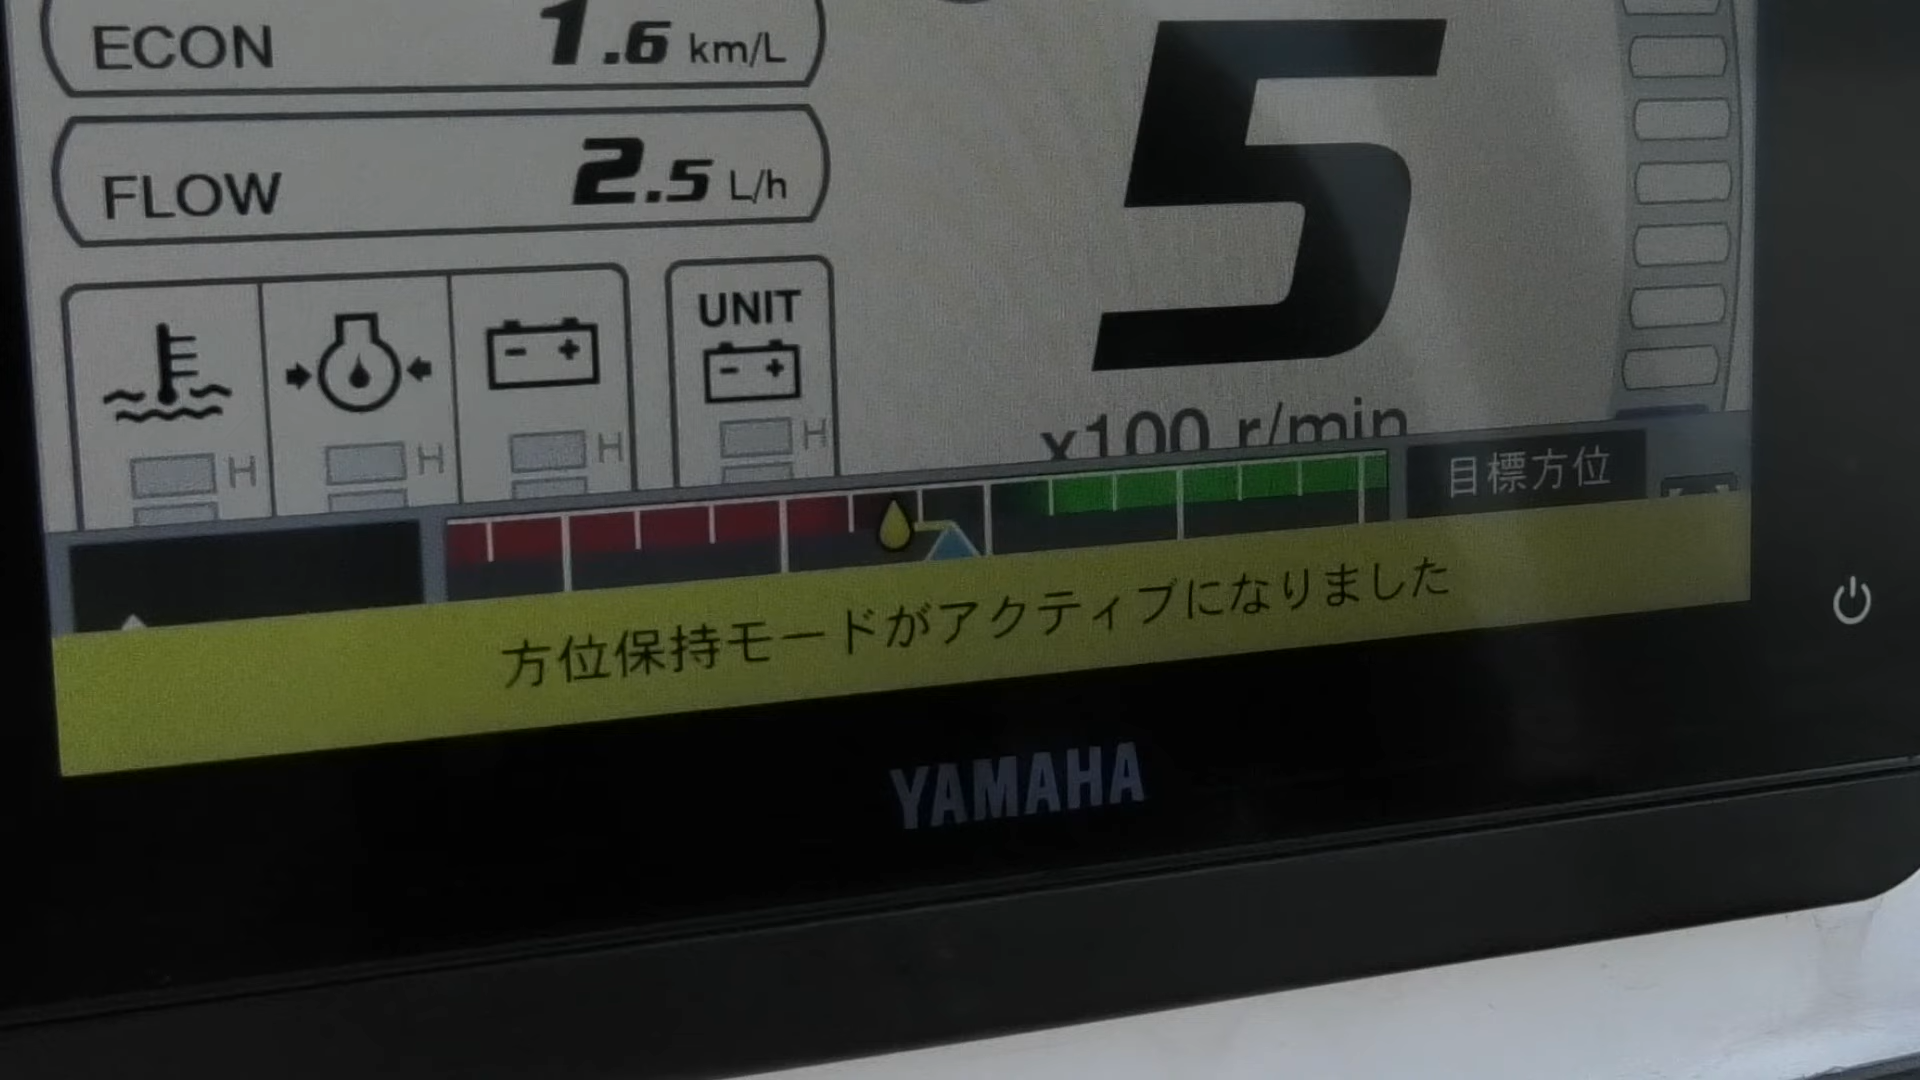 ECON 1.6 km/L
FLOW 2.5 L/h
5
UNIT
H H H H
x100 r/min
目標方位
方位保持モードがアクティブになりました
YAMAHA